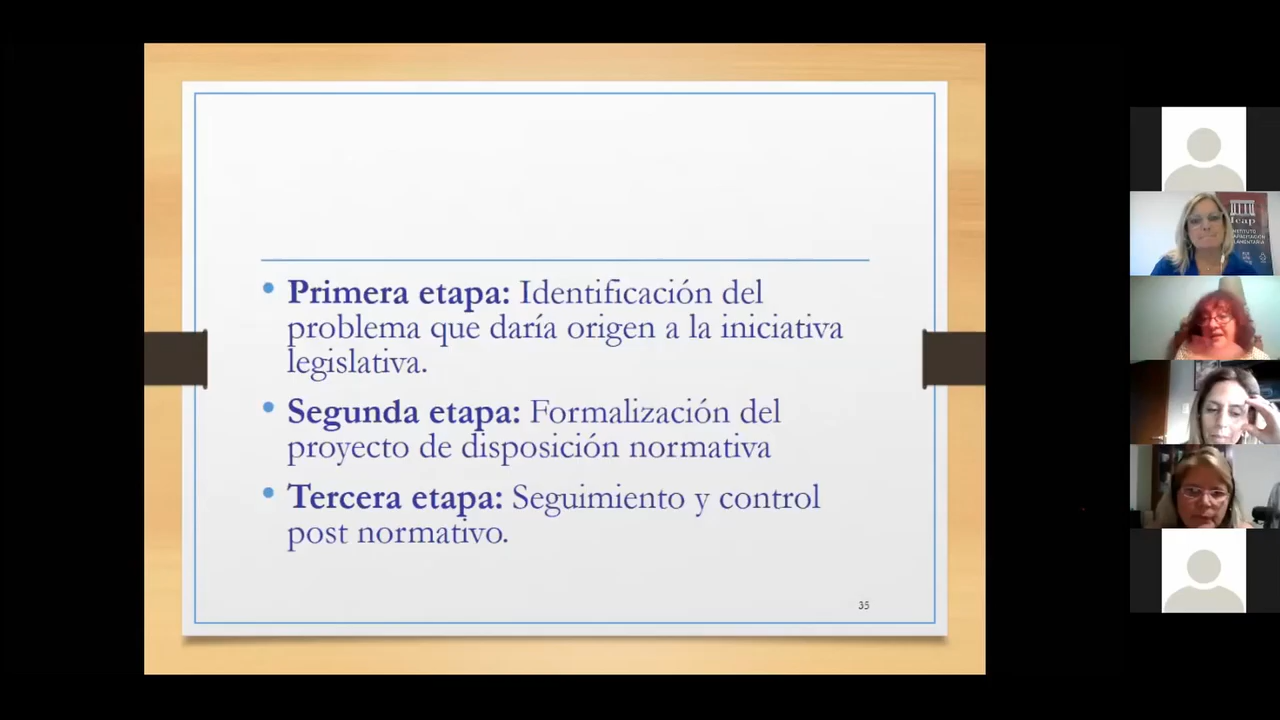 • Primera etapa: Identificación del
problema que daría origen a la iniciativa
legislativa.
• Segunda etapa: Formalización del
proyecto de disposición normativa
• Tercera etapa: Seguimiento y control
post normativo.
35
Icap